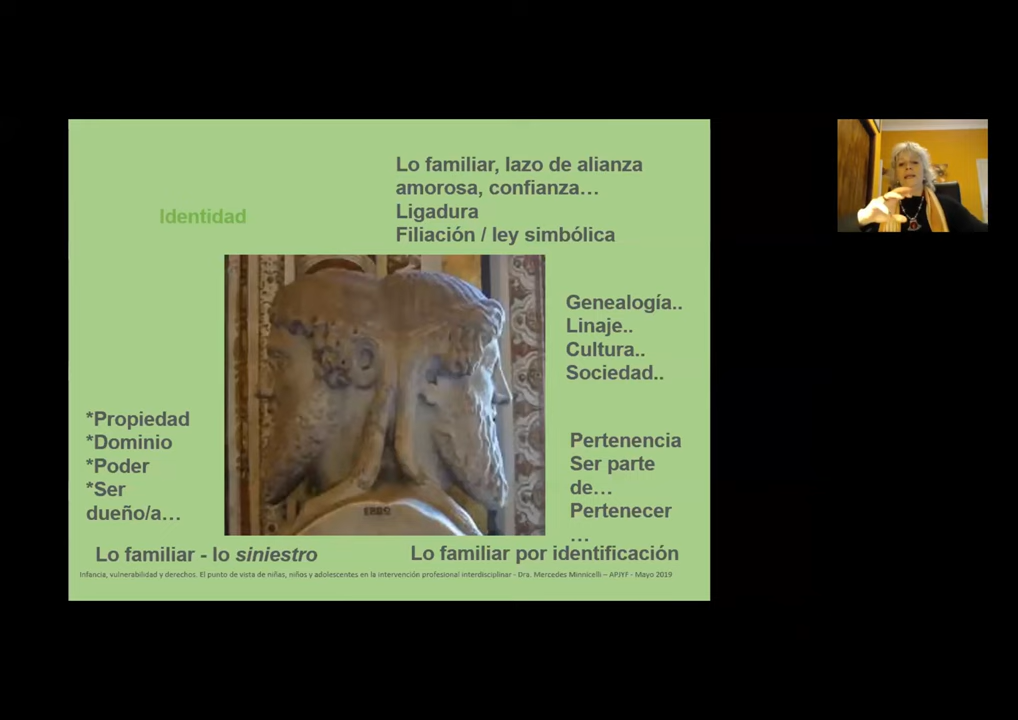 Lo familiar, lazo de alianza
amorosa, confianza...
Ligadura
Filiación / ley simbólica
Identidad
Genealogía..
Linaje..
Cultura..
Sociedad..
*Propiedad
*Dominio
*Poder
*Ser
dueño/a...
Pertenencia
Ser parte
de...
Pertenecer
...
Lo familiar - lo siniestro
Lo familiar por identificación
Infancia, vulnerabilidad y derechos. El punto de vista de niñas, niños y adolescentes en la intervención profesional interdisciplinar - Dra. Mercedes Minnicelli – APJYF - Mayo 2019